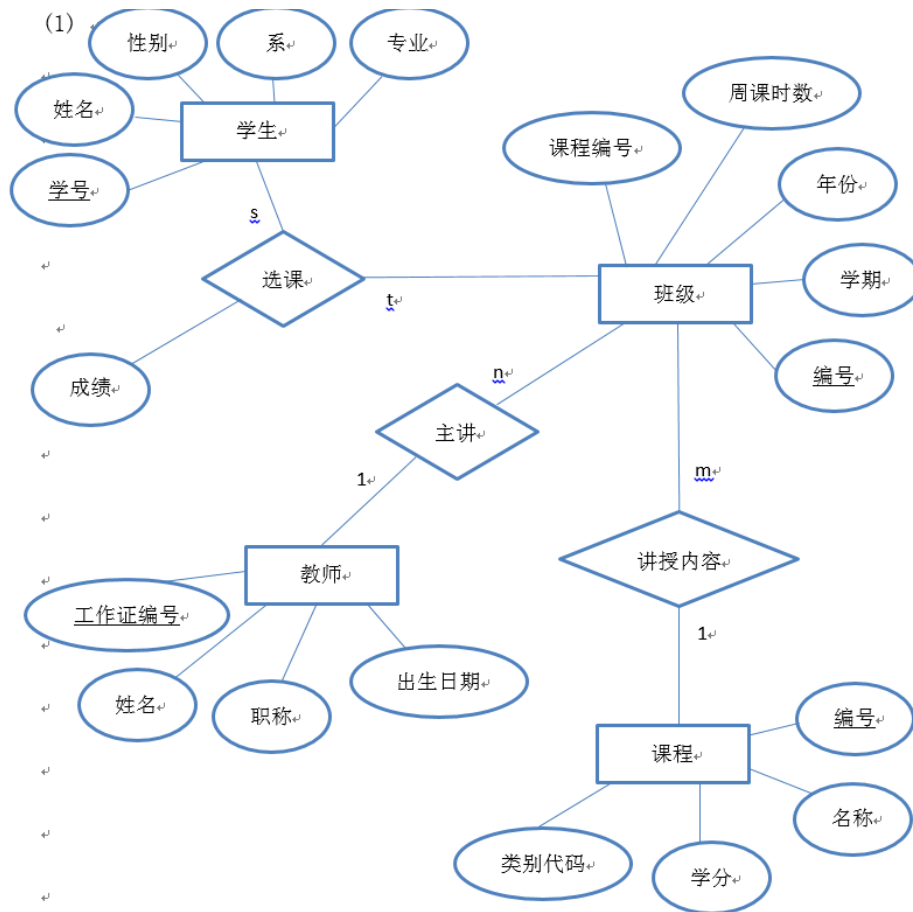 (1)
性别
系
专业
姓名
学生
学号
周课时数
课程编号
年份
s
选课
t
班级
学期
成绩
编号
n
主讲
1
m
讲授内容
教师
工作证编号
1
姓名
职称
出生日期
编号
课程
名称
类别代码
学分